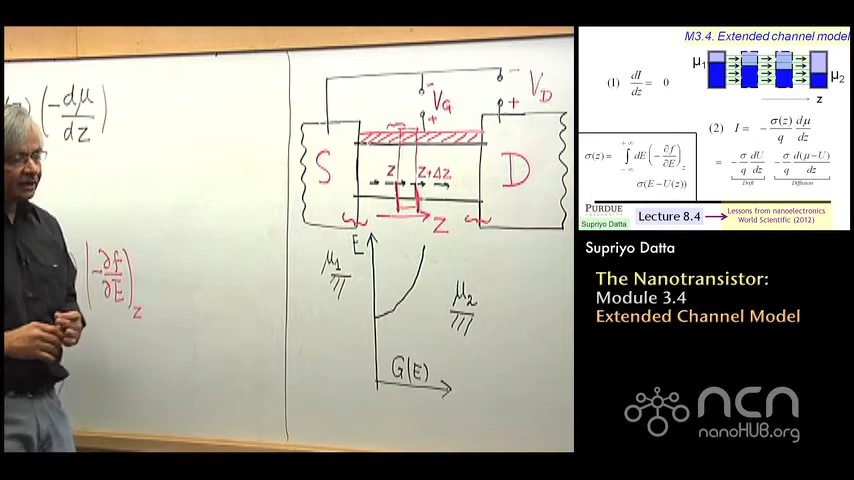 (-dμ/dz)
(-∂f/∂E)z
S
D
VG
VD
-
+
-
+
z
z+Δz
z
E
μ1
μ2
G(E)
M3.4. Extended channel model
μ1
μ2
z
(1) dI/dz = 0
(2) I = - σ(z)/q dμ/dz
= - σ/q dU/dz - σ/q d(μ-U)/dz
Drift
Diffusion
σ(z) = ∫ -∞ +∞ dE (-∂f/∂E)z
σ(E-U(z))
PURDUE
UNIVERSITY
Supriyo Datta
Lecture 8.4
Lessons from nanoelectronics
World Scientific (2012)
Supriyo Datta
The Nanotransistor:
Module 3.4
Extended Channel Model
ncn
nanoHUB.org